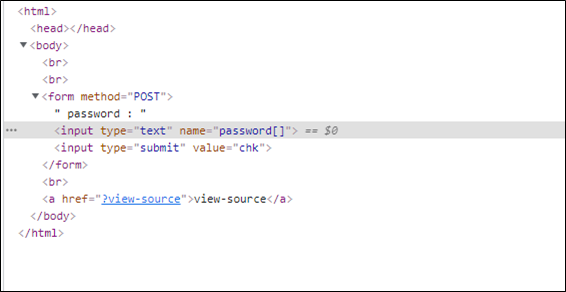 <html>
<head></head>
▼<body>
<br>
<br>
▼<form method="POST">
" password : "
••• <input type="text" name="password[]"> == $0
<input type="submit" value="chk">
</form>
<br>
<a href="?view-source">view-source</a>
</body>
</html>